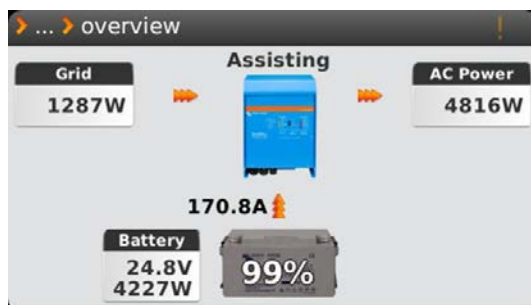 ... overview
Assisting
Grid
1287W
AC Power
4816W
170.8A
Battery
24.8V
4227W
99%